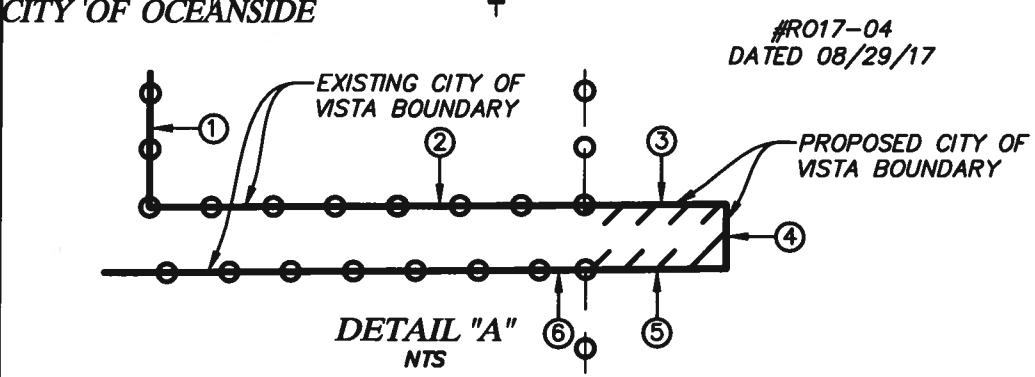 CITY OF OCEANSIDE
#RO17-04
DATED 08/29/17
EXISTING CITY OF
VISTA BOUNDARY
1
2
3
PROPOSED CITY OF
VISTA BOUNDARY
4
DETAIL "A"
NTS
6
5